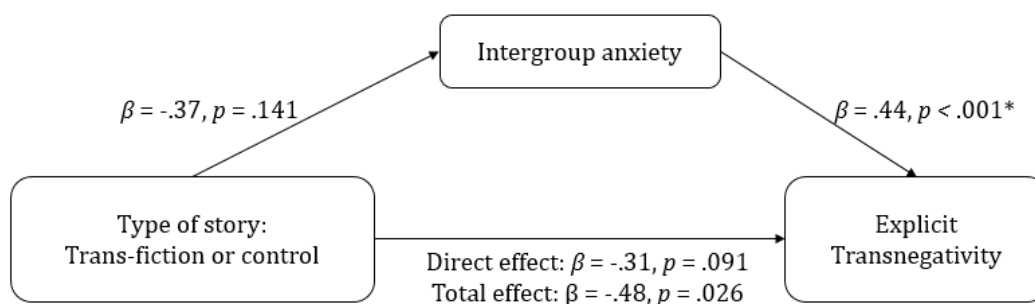 Intergroup anxiety
β = -.37, p = .141
β = .44, p < .001*
Type of story:
Trans-fiction or control
Explicit
Transnegativity
Direct effect: β = -.31, p = .091
Total effect: β = -.48, p = .026